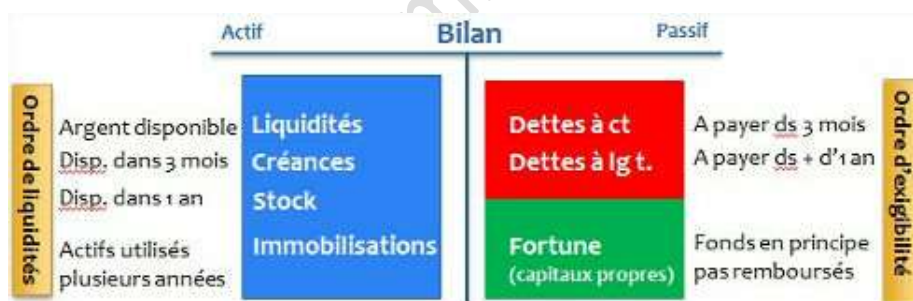 Actif
Bilan
Passif
Ordre de liquidités
Argent disponible
Disp. dans 3 mois
Disp. dans 1 an
Actifs utilisés
plusieurs années
Liquidités
Créances
Stock
Immobilisations
Dettes à ct
Dettes à lg t.
Fortune
(capitaux propres)
A payer ds 3 mois
A payer ds + d'1 an
Fonds en principe
pas remboursés
Ordre d'exigibilité